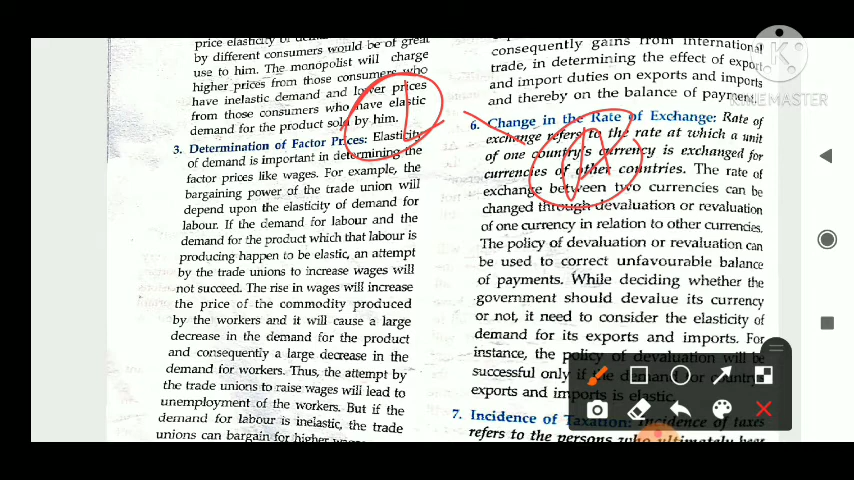 price elasticity of demand
by different consumers would be of great
use to him. The monopolist will charge
higher prices from those consumers who
have inelastic demand and lower prices
from those consumers who have elastic
demand for the product sold by him.
3. Determination of Factor Prices: Elasticity
of demand is important in determining the
factor prices like wages. For example, the
bargaining power of the trade union will
depend upon the elasticity of demand for
labour. If the demand for labour and the
demand for the product which that labour is
producing happen to be elastic, an attempt
by the trade unions to increase wages will
not succeed. The rise in wages will increase
the price of the commodity produced
by the workers and it will cause a large
decrease in the demand for the product
and consequently a large decrease in the
demand for workers. Thus, the attempt by
the trade unions to raise wages will lead to
unemployment of the workers. But if the
demand for labour is inelastic, the trade
unions can bargain for higher
consequently gains from international
trade, in determining the effect of export
and import duties on exports and imports
and thereby on the balance of payment.
6. Change in the Rate of Exchange: Rate of
exchange refers to the rate at which a unit
of one country's currency is exchanged for
currencies of other countries. The rate of
exchange between two currencies can be
changed through devaluation or revaluation
of one currency in relation to other currencies.
The policy of devaluation or revaluation can
be used to correct unfavourable balance
of payments. While deciding whether the
government should devalue its currency
or not, it need to consider the elasticity of
demand for its exports and imports. For
instance, the policy of devaluation will be
successful only if the demand for country's
exports and imports is elastic.
7. Incidence of Taxation: Incidence of taxes
refers to the persons who ultimately bear
KINEMASTER